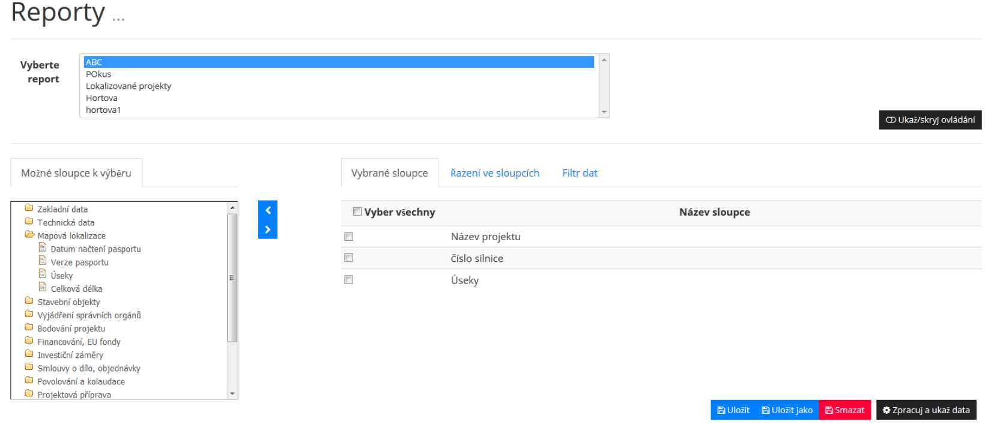 Reporty ...
Vyberte report
ABC
POkus
Lokalizované projekty
Hortova
hortova1
Ukaž/skryj ovládání
Možné sloupce k výběru
Zakladní data
Technická data
Mapová lokalizace
Datum načtení pasportu
Verze pasportu
Úseky
Celková délka
Stavební objekty
Vyjádření správních orgánů
Bodování projektu
Financování, EU fondy
Investiční záměry
Smlouvy o dílo, objednávky
Povolování a kolaudace
Projektová příprava
Vybrané sloupce Řazení ve sloupcích Filtr dat
Vyber všechny Název sloupce
Název projektu
číslo silnice
Úseky
Uložit Uložit jako Smazat Zpracuj a ukaž data